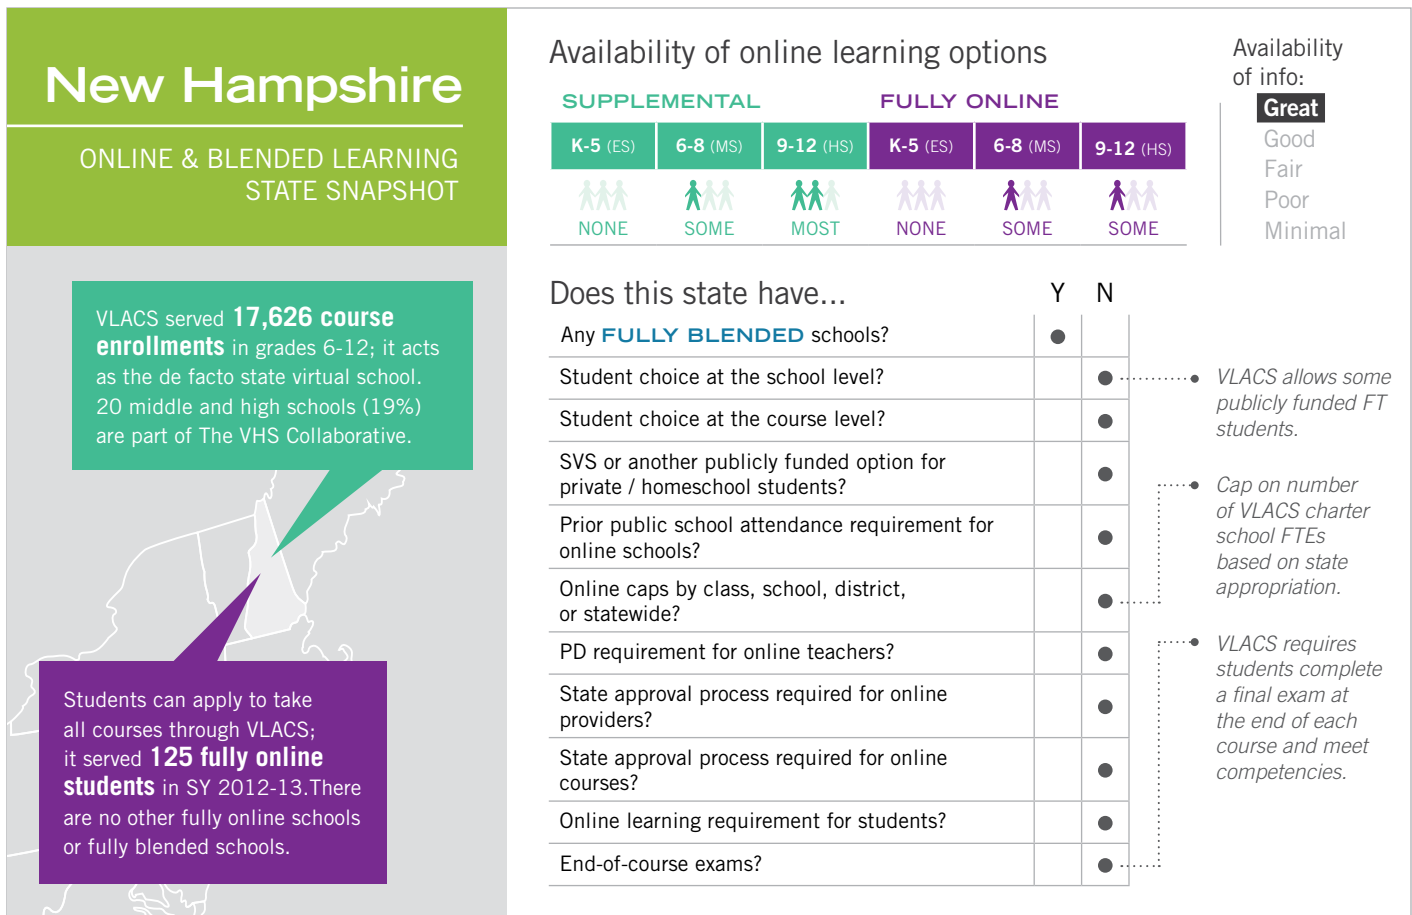 New Hampshire
ONLINE & BLENDED LEARNING
STATE SNAPSHOT
VLACS served 17,626 course
enrollments in grades 6-12; it acts
as the de facto state virtual school.
20 middle and high schools (19%)
are part of The VHS Collaborative.
Students can apply to take
all courses through VLACS;
it served 125 fully online
students in SY 2012-13.There
are no other fully online schools
or fully blended schools.
Availability of online learning options
SUPPLEMENTAL FULLY ONLINE
K-5 (ES) 6-8 (MS) 9-12 (HS) K-5 (ES) 6-8 (MS) 9-12 (HS)
NONE SOME MOST NONE SOME SOME
Availability
of info:
Great
Good
Fair
Poor
Minimal
Does this state have... Y N
Any FULLY BLENDED schools?
Student choice at the school level?
Student choice at the course level?
SVS or another publicly funded option for
private / homeschool students?
Prior public school attendance requirement for
online schools?
Online caps by class, school, district,
or statewide?
PD requirement for online teachers?
State approval process required for online
providers?
State approval process required for online
courses?
Online learning requirement for students?
End-of-course exams?
VLACS allows some
publicly funded FT
students.
Cap on number
of VLACS charter
school FTEs
based on state
appropriation.
VLACS requires
students complete
a final exam at
the end of each
course and meet
competencies.